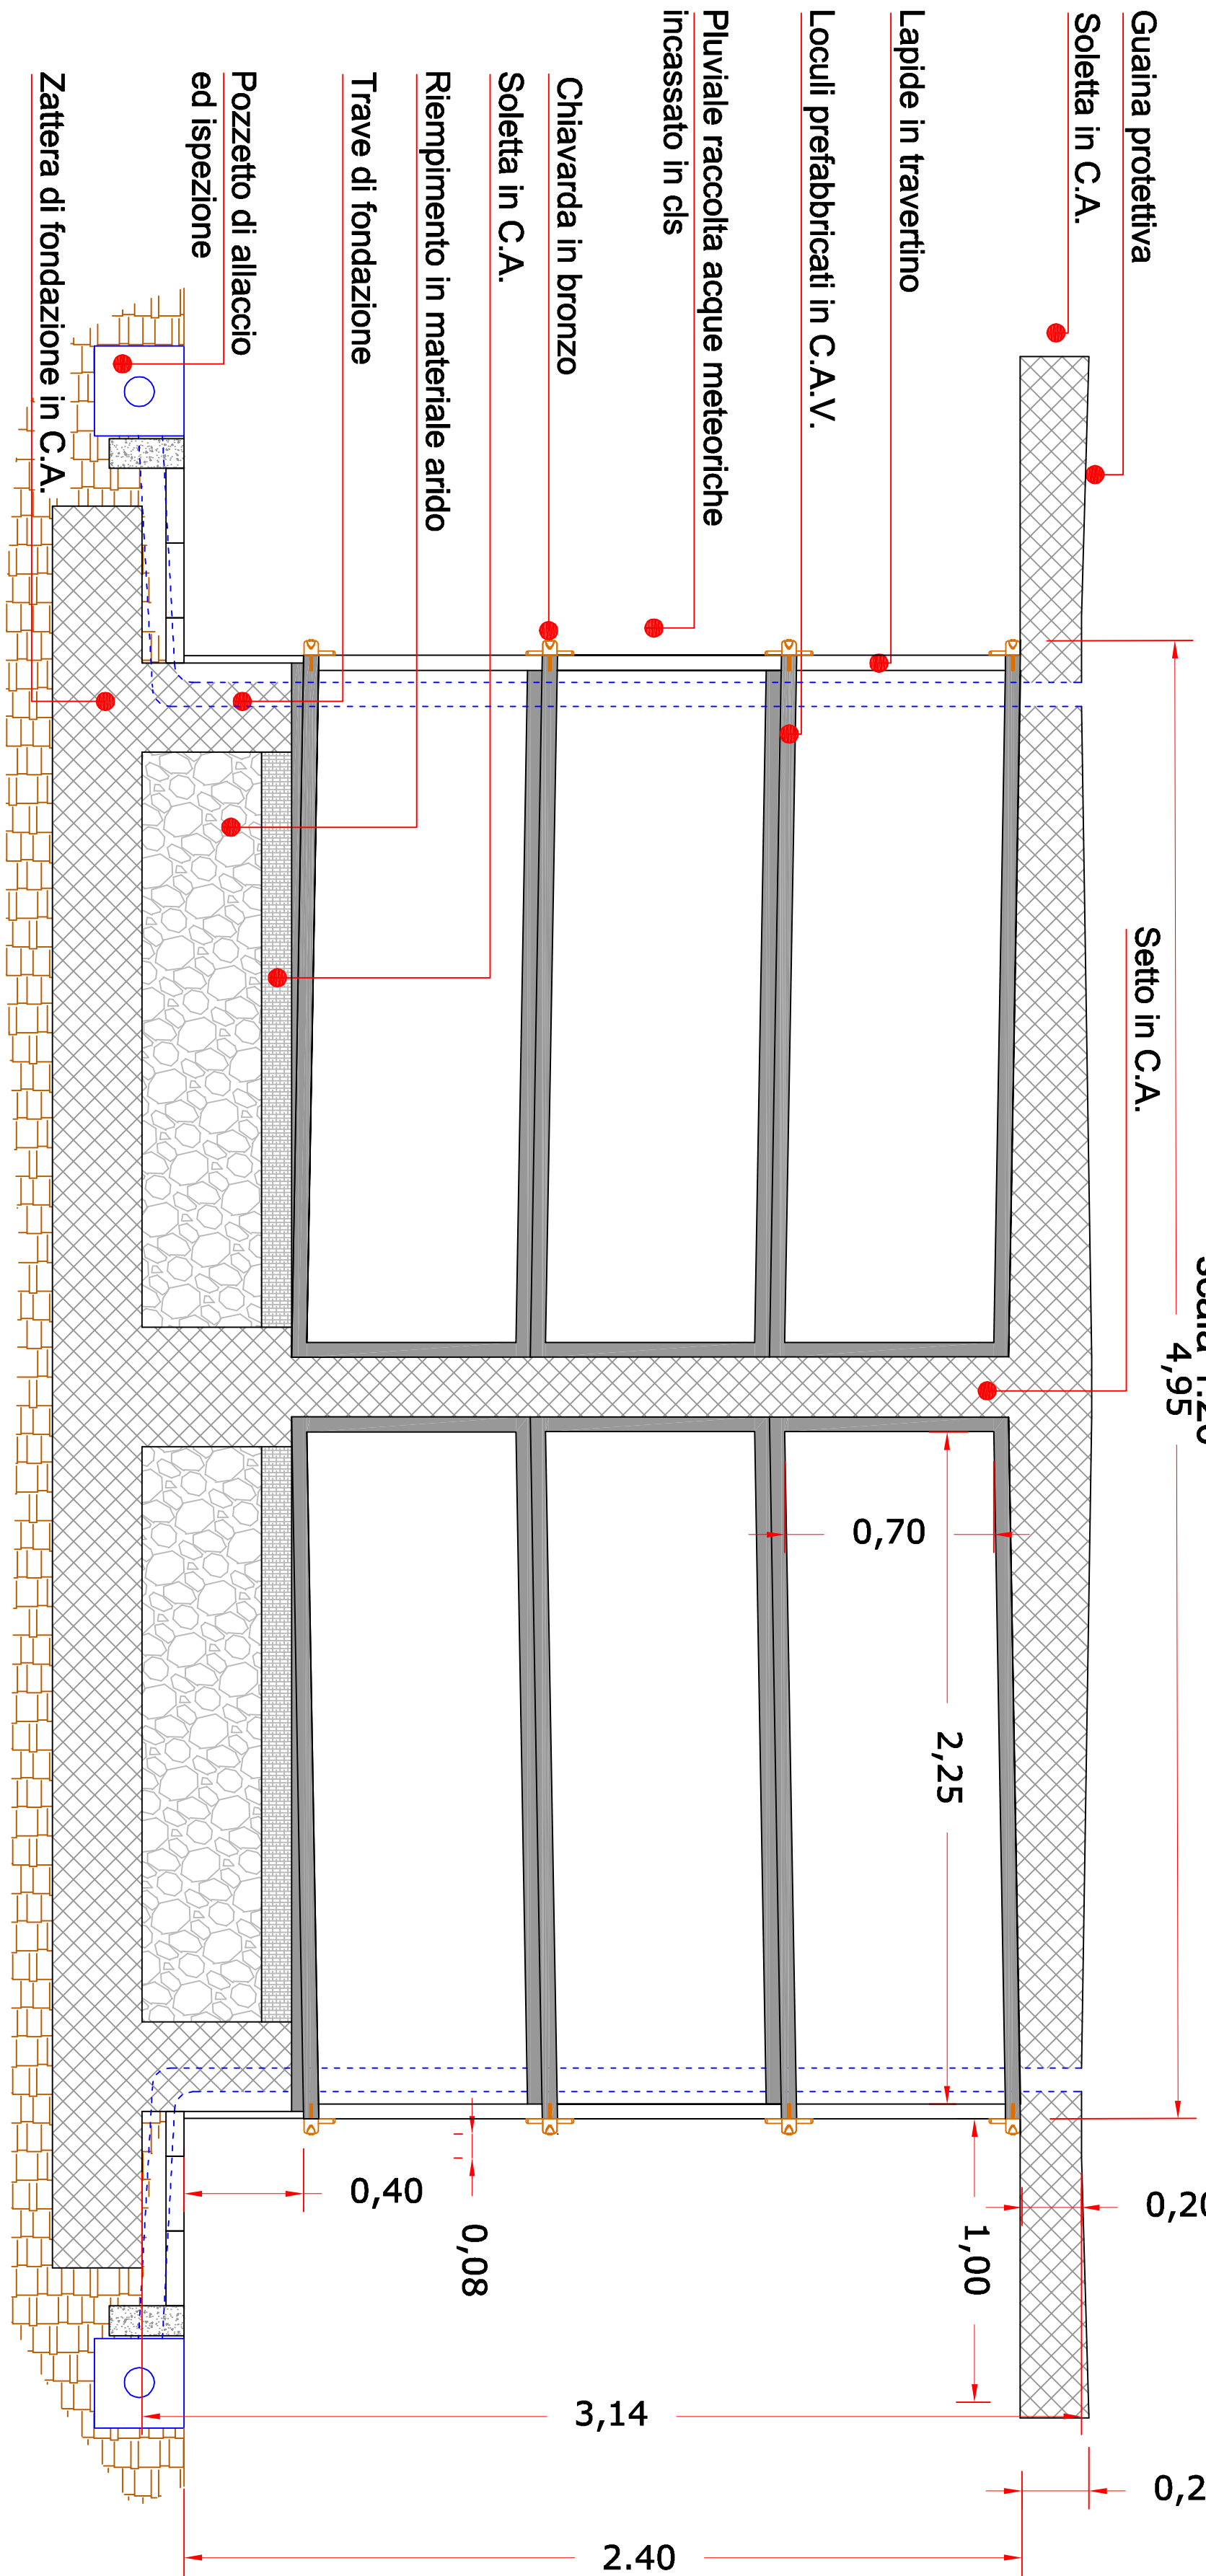 Guaina protettiva
Soletta in C.A.
Lapide in travertino
Loculi prefabbricati in C.A.V.
Pluviale raccolta acque meteoriche
incassato in cls
Chiavarda in bronzo
Soletta in C.A.
Riempimento in materiale arido
Trave di fondazione
Pozzetto di allaccio
ed ispezione
Zattera di fondazione in C.A.
Setto in C.A.
4,95
0,70
2,25
0,40
0,08
1,00
0,20
3,14
2.40